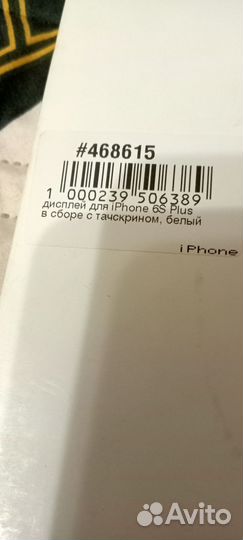 #468615
1 000239 506389
дисплей для iPhone 6S Plus
в сборе с тачскрином, белый
iPhone
Avito